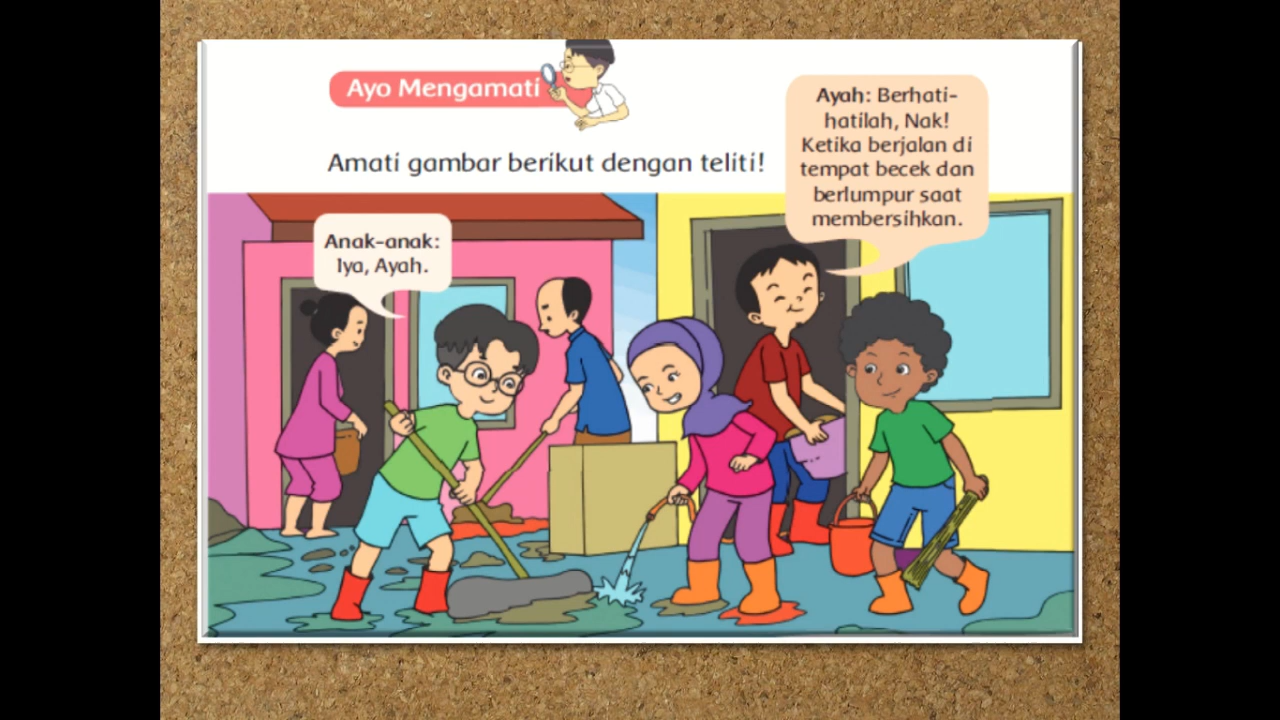 Ayo Mengamati
Amati gambar berikut dengan teliti!
Ayah: Berhati-
hatilah, Nak!
Ketika berjalan di
tempat becek dan
berlumpur saat
membersihkan.
Anak-anak:
Iya, Ayah.